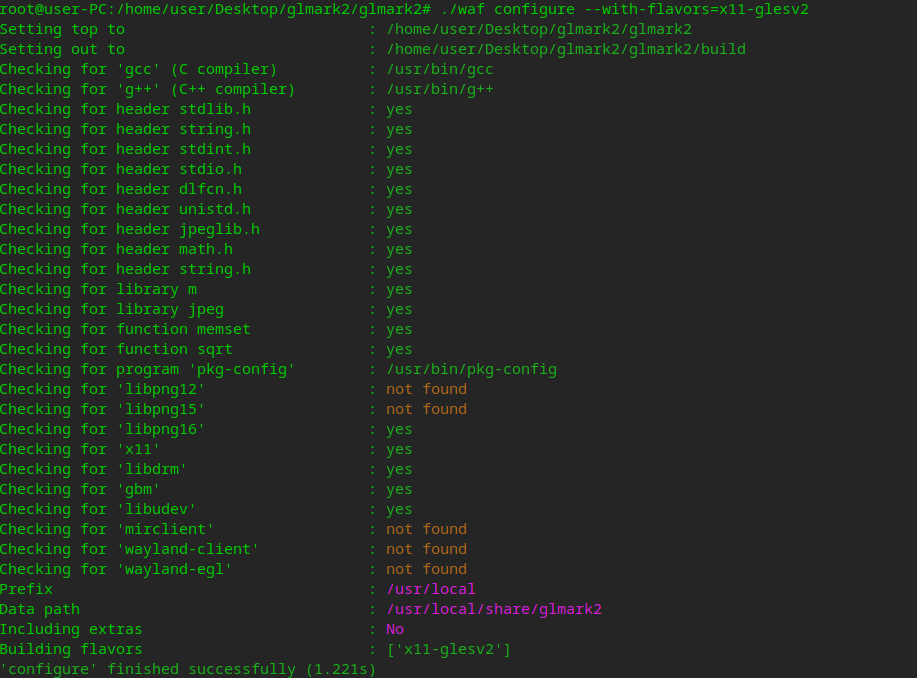 root@user-PC:/home/user/Desktop/glmark2/glmark2# ./waf configure --with-flavors=x11-glesv2
Setting top to                           : /home/user/Desktop/glmark2/glmark2
Setting out to                           : /home/user/Desktop/glmark2/glmark2/build
Checking for 'gcc' (C compiler)          : /usr/bin/gcc
Checking for 'g++' (C++ compiler)        : /usr/bin/g++
Checking for header stdlib.h             : yes
Checking for header string.h             : yes
Checking for header stdint.h             : yes
Checking for header stdio.h              : yes
Checking for header dlfcn.h              : yes
Checking for header unistd.h             : yes
Checking for header jpeglib.h            : yes
Checking for header math.h               : yes
Checking for header string.h             : yes
Checking for library m                   : yes
Checking for library jpeg                : yes
Checking for function memset             : yes
Checking for function sqrt               : yes
Checking for program 'pkg-config'        : /usr/bin/pkg-config
Checking for 'libpng12'                  : not found
Checking for 'libpng15'                  : not found
Checking for 'libpng16'                  : yes
Checking for 'x11'                       : yes
Checking for 'libdrm'                    : yes
Checking for 'gbm'                       : yes
Checking for 'libudev'                   : yes
Checking for 'mirclient'                 : not found
Checking for 'wayland-client'            : not found
Checking for 'wayland-egl'               : not found
Prefix                                   : /usr/local
Data path                                : /usr/local/share/glmark2
Including extras                         : No
Building flavors                         : ['x11-glesv2']
'configure' finished successfully (1.221s)